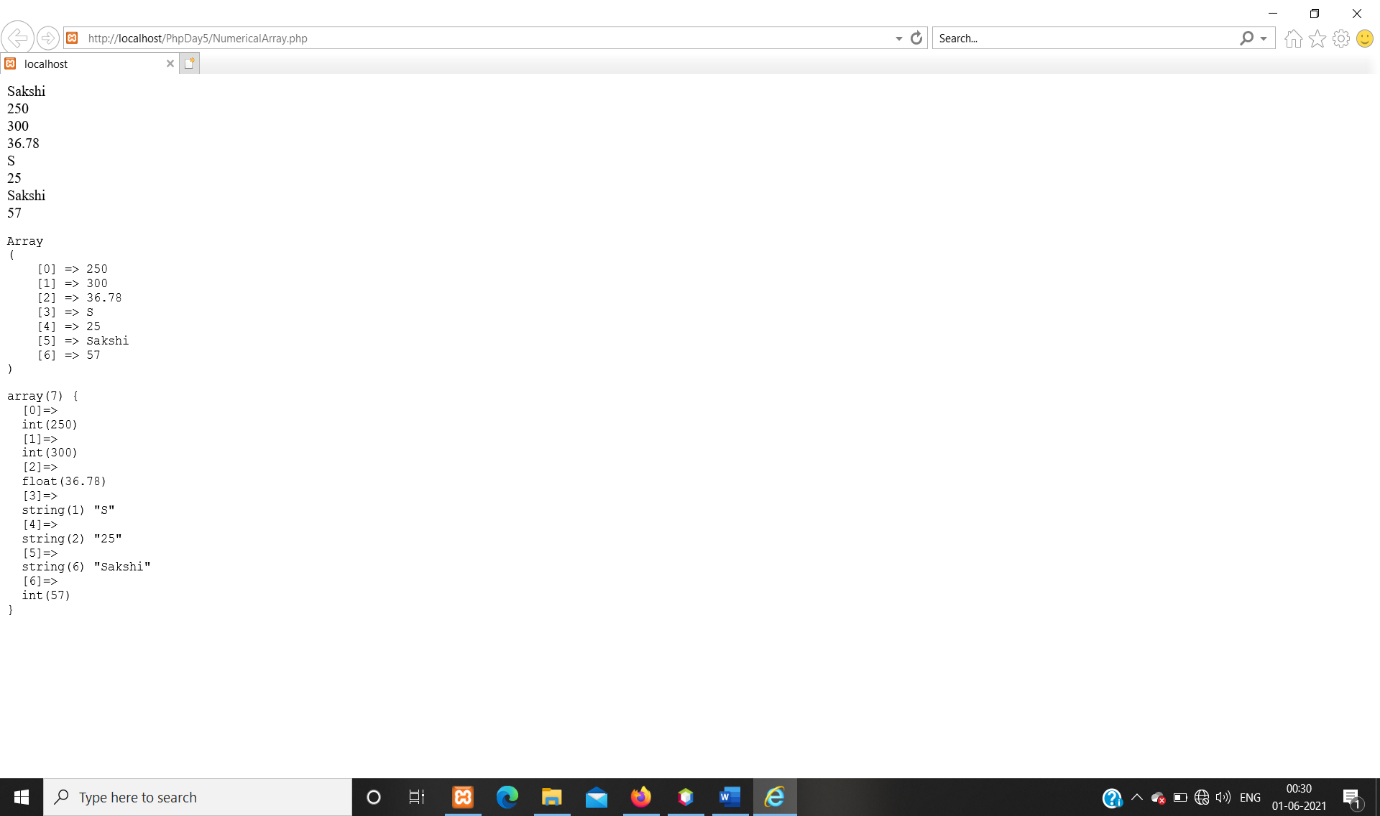 http://localhost/PhpDay5/NumericalArray.php
Search...
localhost
Sakshi
250
300
36.78
S
25
Sakshi
57
Array
(
    [0] => 250
    [1] => 300
    [2] => 36.78
    [3] => S
    [4] => 25
    [5] => Sakshi
    [6] => 57
)
array(7) {
  [0]=>
  int(250)
  [1]=>
  int(300)
  [2]=>
  float(36.78)
  [3]=>
  string(1) "S"
  [4]=>
  string(2) "25"
  [5]=>
  string(6) "Sakshi"
  [6]=>
  int(57)
}
Type here to search
ENG
00:30
01-06-2021
1